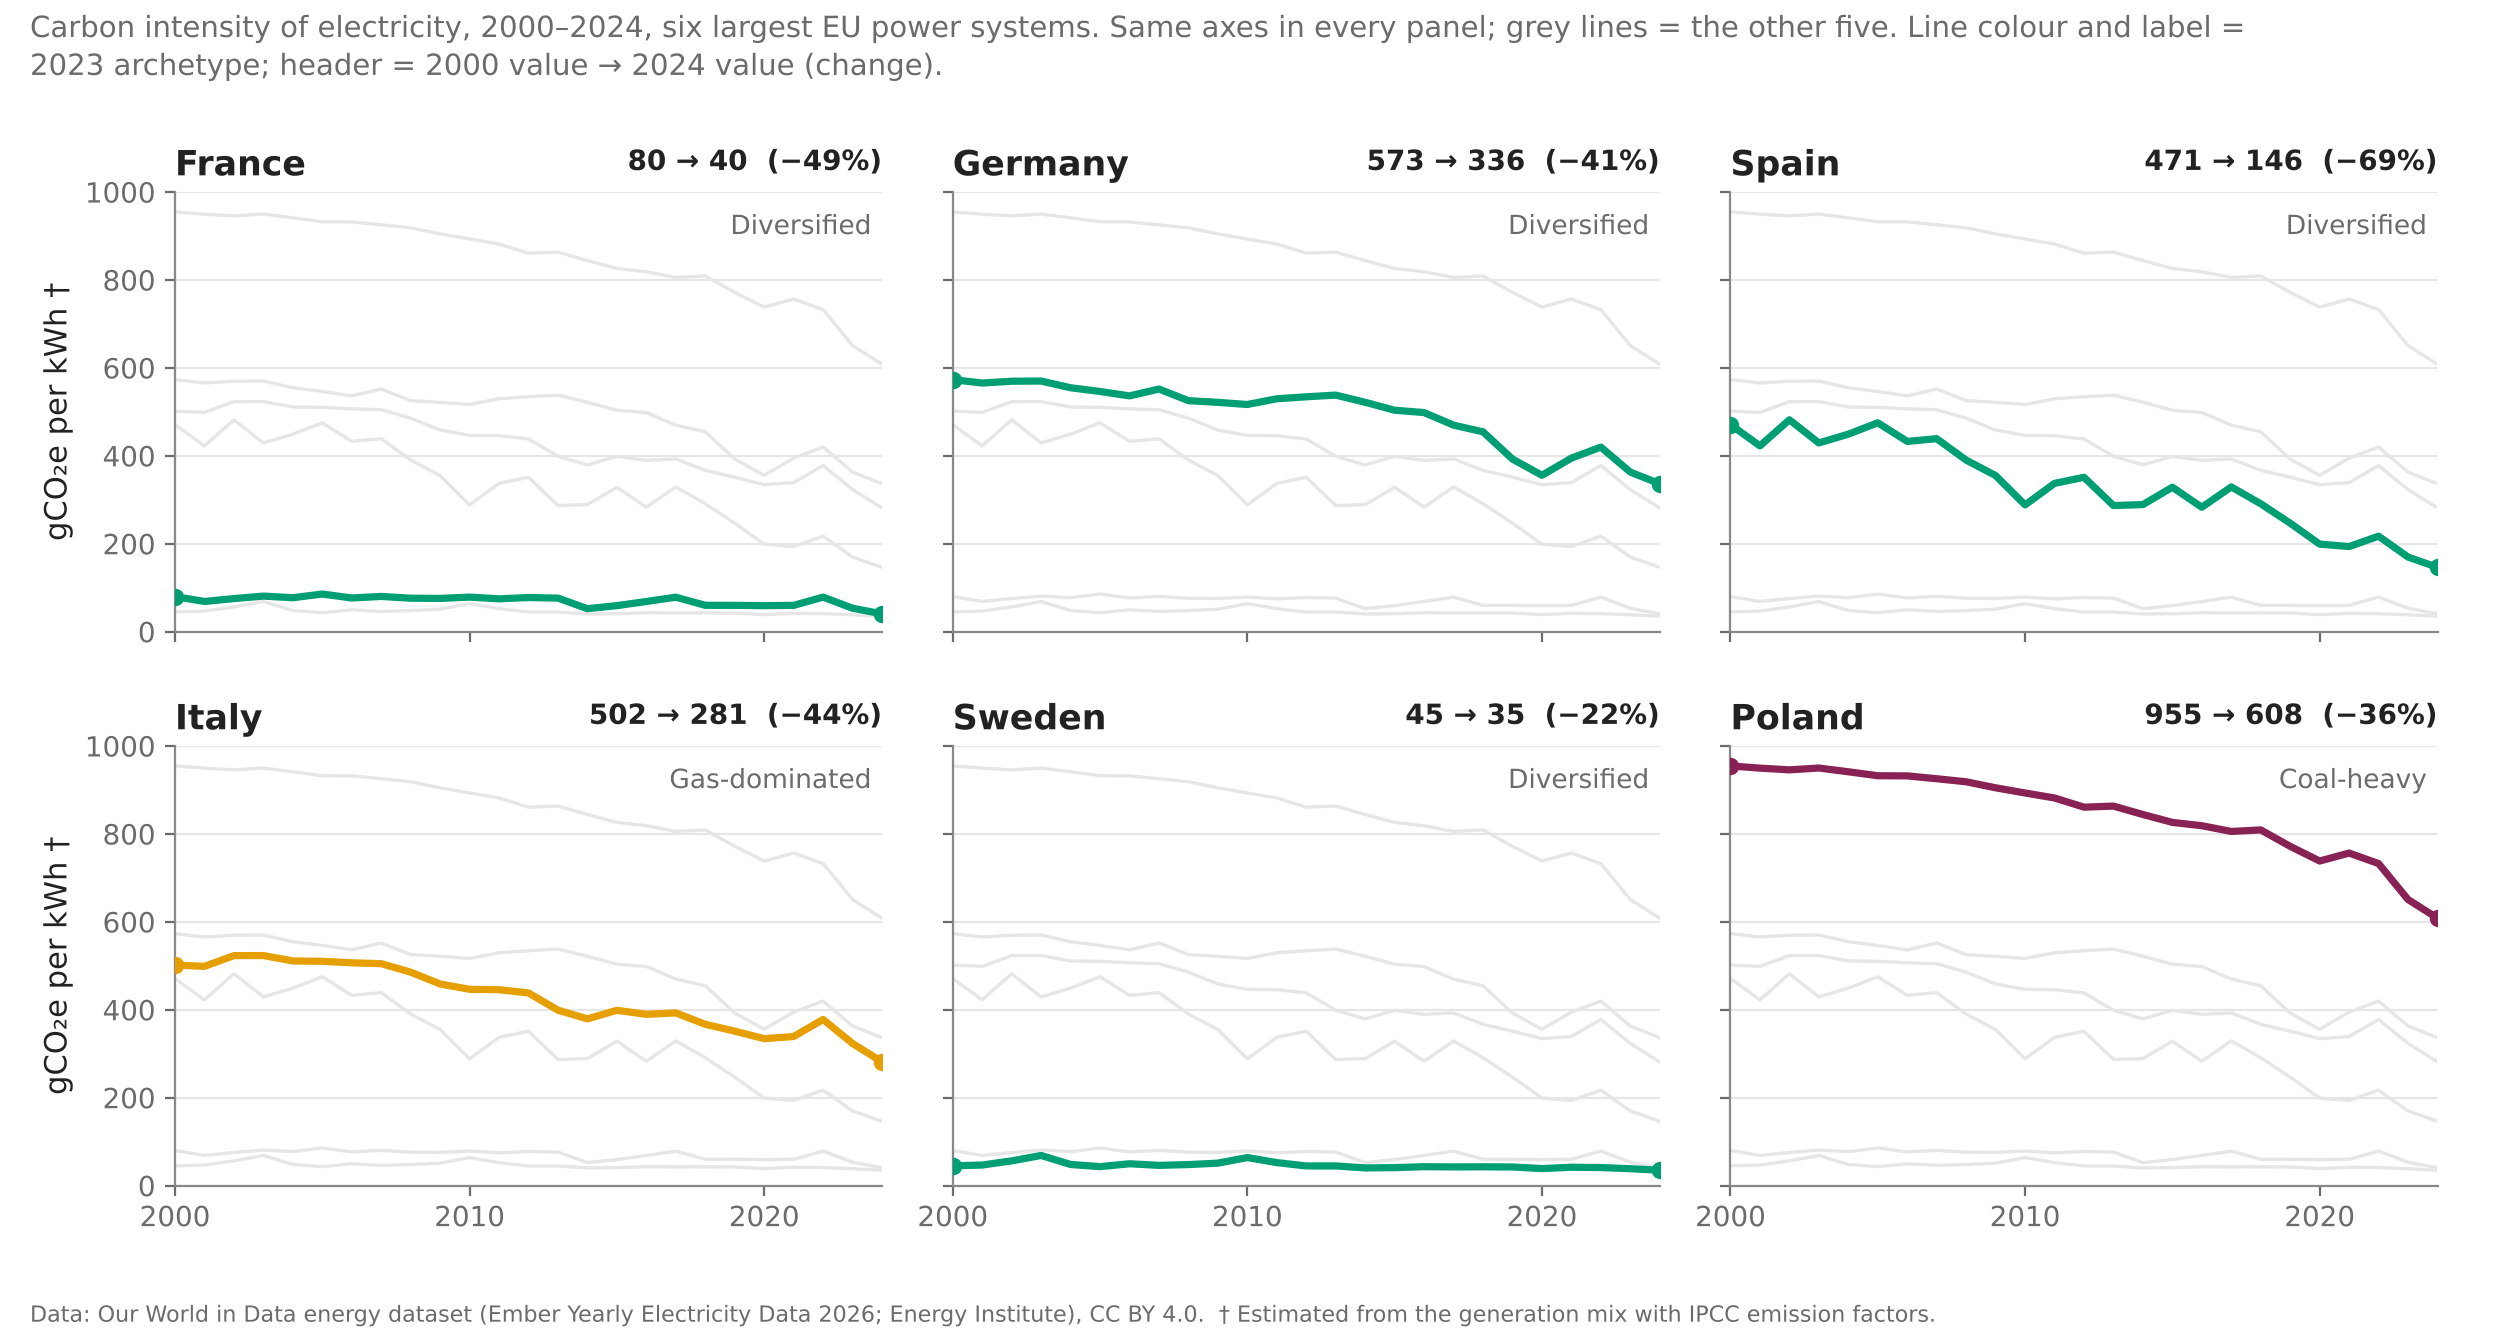 Carbon intensity of electricity, 2000–2024, six largest EU power systems. Same axes in every panel; grey lines = the other five. Line colour and label =
2023 archetype; header = 2000 value → 2024 value (change).
France 80 → 40 (−49%)
Germany 573 → 336 (−41%)
Spain 471 → 146 (−69%)
1000
800
600
400
200
0
gCO₂e per kWh †
Diversified
Diversified
Diversified
Italy 502 → 281 (−44%)
Sweden 45 → 35 (−22%)
Poland 955 → 608 (−36%)
1000
800
600
400
200
0
gCO₂e per kWh †
Gas-dominated
Diversified
Coal-heavy
2000 2010 2020
2000 2010 2020
2000 2010 2020
Data: Our World in Data energy dataset (Ember Yearly Electricity Data 2026; Energy Institute), CC BY 4.0. † Estimated from the generation mix with IPCC emission factors.